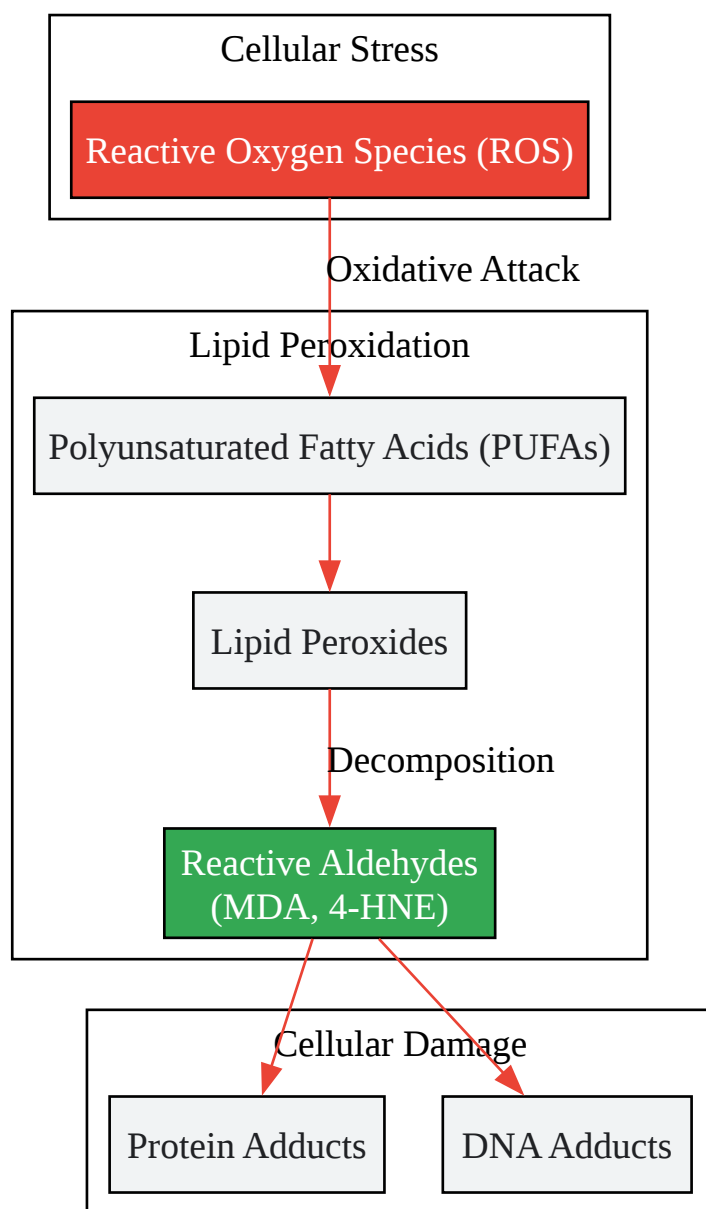 Cellular Stress
Reactive Oxygen Species (ROS)
Oxidative Attack
Lipid Peroxidation
Polyunsaturated Fatty Acids (PUFAs)
Lipid Peroxides
Decomposition
Reactive Aldehydes
(MDA, 4-HNE)
Cellular Damage
Protein Adducts
DNA Adducts